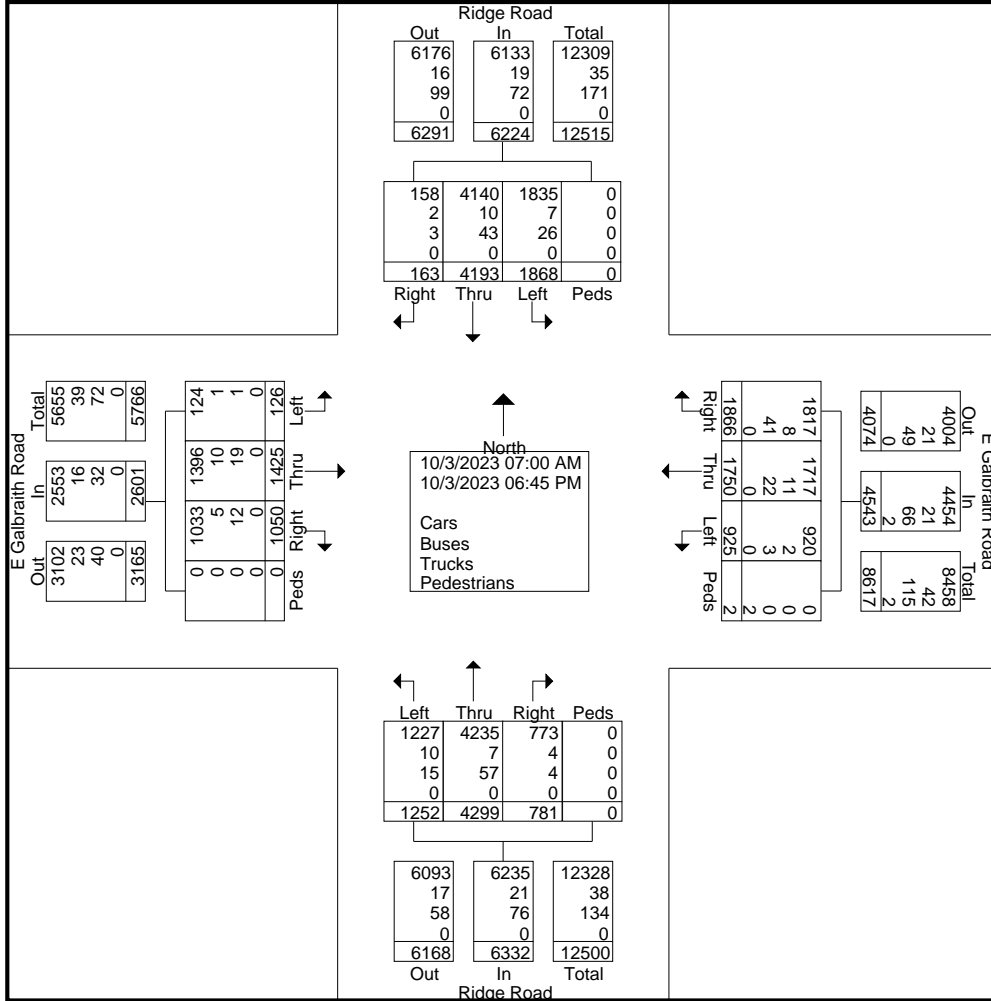 Ridge Road
Out In Total
6176 6133 12309
16 19 35
99 72 171
0 0 0
6291 6224 12515
158 4140 1835 0
2 10 7 0
3 43 26 0
0 0 0 0
163 4193 1868 0
Right Thru Left Peds
E Galbraith Road
Total
5655 39 72 0 5766
In
2553 16 32 0 2601
Out
3102 23 40 0 3165
124 1 1 0 126
Left
1396 10 19 0 1425
Thru
1033 5 12 0 1050
Right
0 0 0 0 0
Peds
North
10/3/2023 07:00 AM
10/3/2023 06:45 PM
Cars
Buses
Trucks
Pedestrians
Right
1817 8 41 0 1866
Thru
1717 11 22 0 1750
Left
920 2 3 0 925
Peds
0 0 0 2 2
Out
4004 21 49 0 4074
In
4454 21 66 2 4543
Total
8458 42 115 2 8617
E Galbraith Road
Left Thru Right Peds
1227 4235 773 0
10 7 4 0
15 57 4 0
0 0 0 0
1252 4299 781 0
6093 6235 12328
17 21 38
58 76 134
0 0 0
6168 6332 12500
Out In Total
Ridge Road